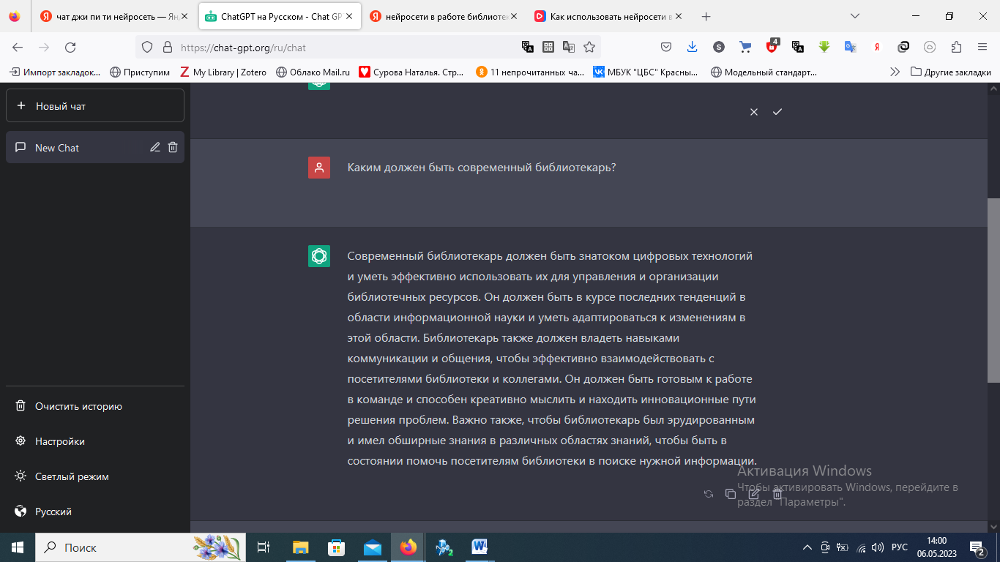 чат джи пи ти нейросеть — Ян
ChatGPT на Русском - Chat GP
нейросети в работе библиотек
Как использовать нейросети в
https://chat-gpt.org/ru/chat
4
Импорт закладок...
Приступим
My Library | Zotero
Облако Mail.ru
Сурова Наталья. Стр...
11 непрочитанных ча...
МБУК "ЦБС" Красны...
Модельный стандарт...
Другие закладки
Новый чат
New Chat
Каким должен быть современный библиотекарь?
Современный библиотекарь должен быть знатоком цифровых технологий
и уметь эффективно использовать их для управления и организации
библиотечных ресурсов. Он должен быть в курсе последних тенденций в
области информационной науки и уметь адаптироваться к изменениям в
этой области. Библиотекарь также должен владеть навыками
коммуникации и общения, чтобы эффективно взаимодействовать с
посетителями библиотеки и коллегами. Он должен быть готовым к работе
в команде и способен креативно мыслить и находить инновационные пути
решения проблем. Важно также, чтобы библиотекарь был эрудированным
и имел обширные знания в различных областях знаний, чтобы быть в
состоянии помочь посетителям библиотеки в поиске нужной информации.
Очистить историю
Настройки
Светлый режим
Русский
Активация Windows
Чтобы активировать Windows, перейдите в
раздел "Параметры".
Поиск
РУС
14:00
06.05.2023
2